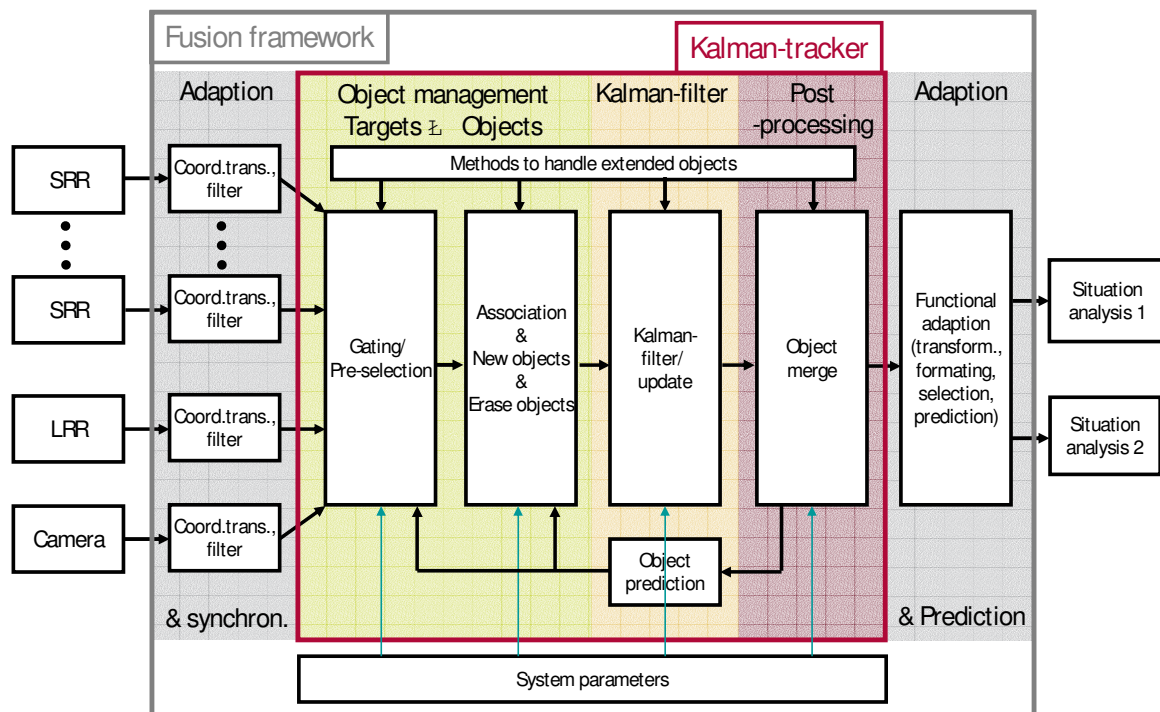 Fusion framework
Kalman-tracker
Adaption
Object management
Targets Ł Objects
Kalman-filter
Post
-processing
Adaption
Methods to handle extended objects
SRR
Coord.trans.,
filter
SRR
Coord.trans.,
filter
LRR
Coord.trans.,
filter
Camera
Coord.trans.,
filter
Gating/
Pre-selection
Association
&
New objects
&
Erase objects
Kalman-
filter/
update
Object
merge
Functional
adaption
(transform.,
formating,
selection,
prediction)
Situation
analysis 1
Situation
analysis 2
Object
prediction
& synchron.
& Prediction
System parameters